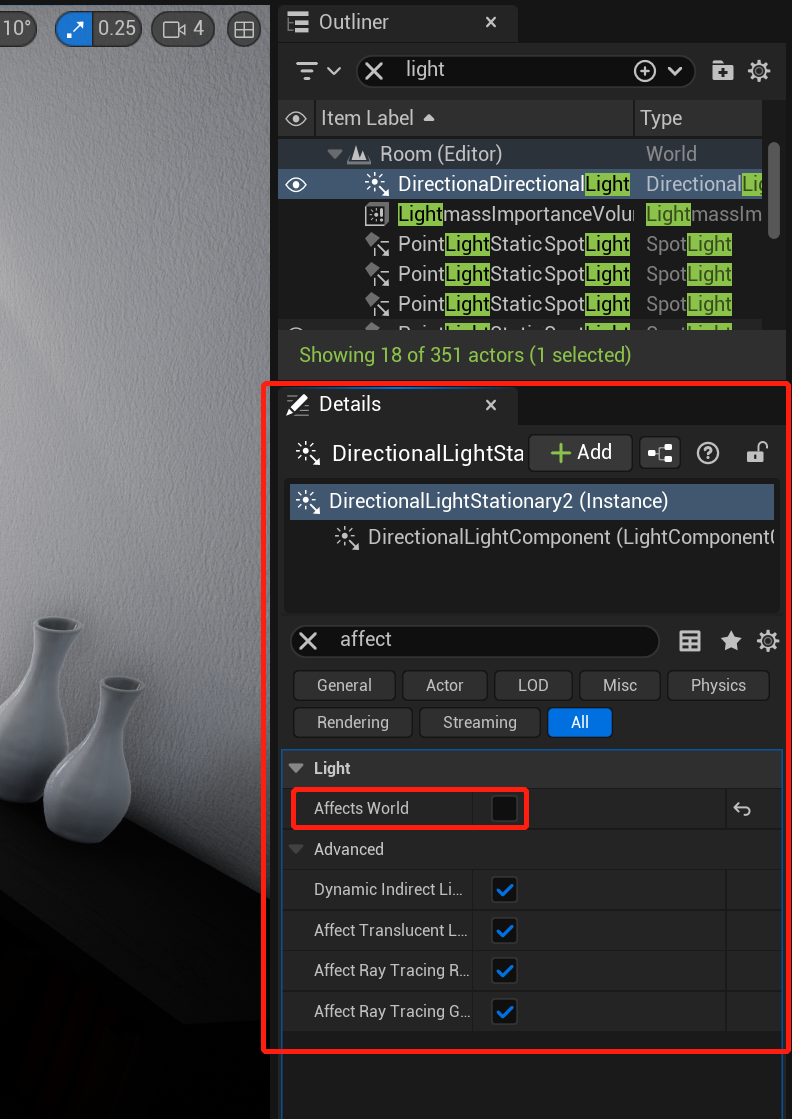 10° 0.25 4
Outliner
light
Item Label Type
Room (Editor) World
DirectionaDirectionalLight DirectionalLig
LightmassImportanceVolu LightmassIm
PointLightStaticSpotLight SpotLight
PointLightStaticSpotLight SpotLight
PointLightStaticSpotLight SpotLight
PointLightStaticSpotLight SpotLight
Showing 18 of 351 actors (1 selected)
Details
DirectionalLightSta Add
DirectionalLightStationary2 (Instance)
DirectionalLightComponent (LightComponent
affect
General Actor LOD Misc Physics
Rendering Streaming All
Light
Affects World
Advanced
Dynamic Indirect Li...
Affect Translucent L...
Affect Ray Tracing R...
Affect Ray Tracing G...